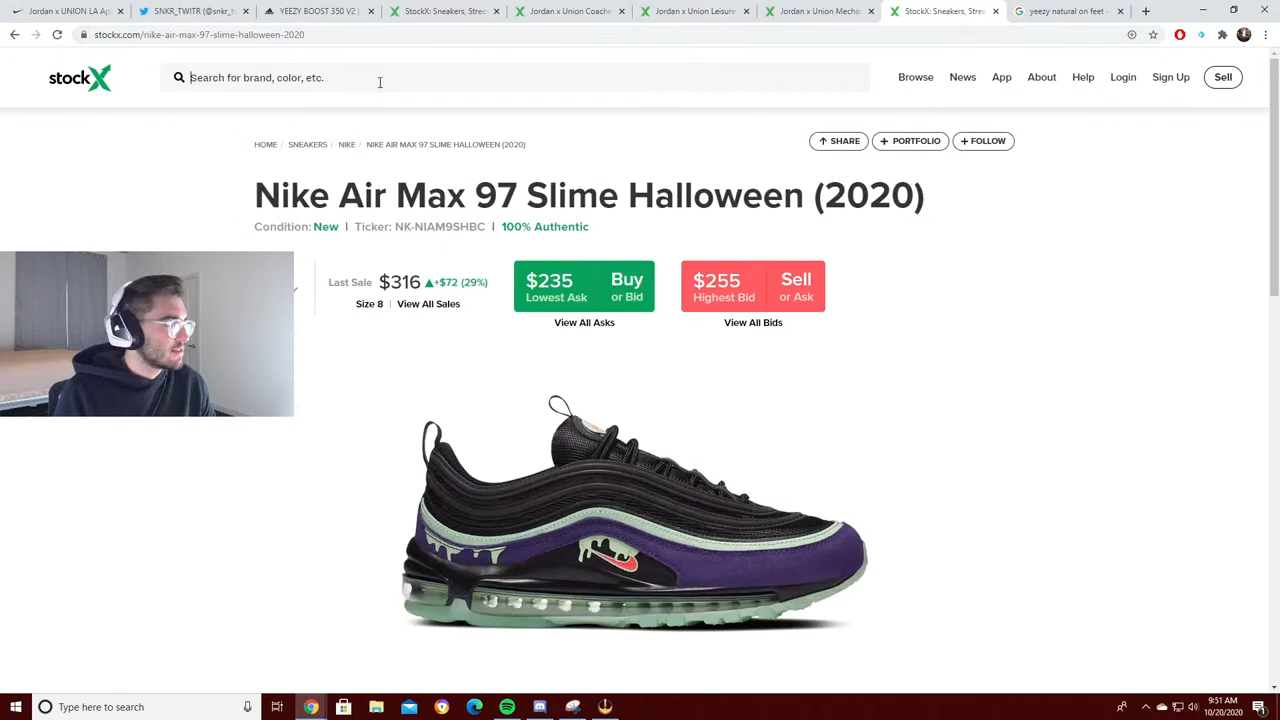 Jordan x UNION LA Ap
SNKR_TWITR (@snkr_t
YEEZY BOOST 350 V2
StockX: Sneakers, Street
Jordan x Union Coache
Jordan x Union Leisure
Jordan x Union Mechan
StockX: Sneakers, Street
yeezy natural on feet -
stockx.com/nike-air-max-97-slime-halloween-2020
stockX
Search for brand, color, etc.
Browse News App About Help Login Sign Up Sell
HOME / SNEAKERS / NIKE / NIKE AIR MAX 97 SLIME HALLOWEEN (2020)
SHARE + PORTFOLIO + FOLLOW
Nike Air Max 97 Slime Halloween (2020)
Condition: New | Ticker: NK-NIAM9SHBC | 100% Authentic
Last Sale $316 ▲+$72 (29%)
Size 8 | View All Sales
$235 Buy
Lowest Ask or Bid
View All Asks
$255 Sell
Highest Bid or Ask
View All Bids
Type here to search
9:51 AM
10/20/2020